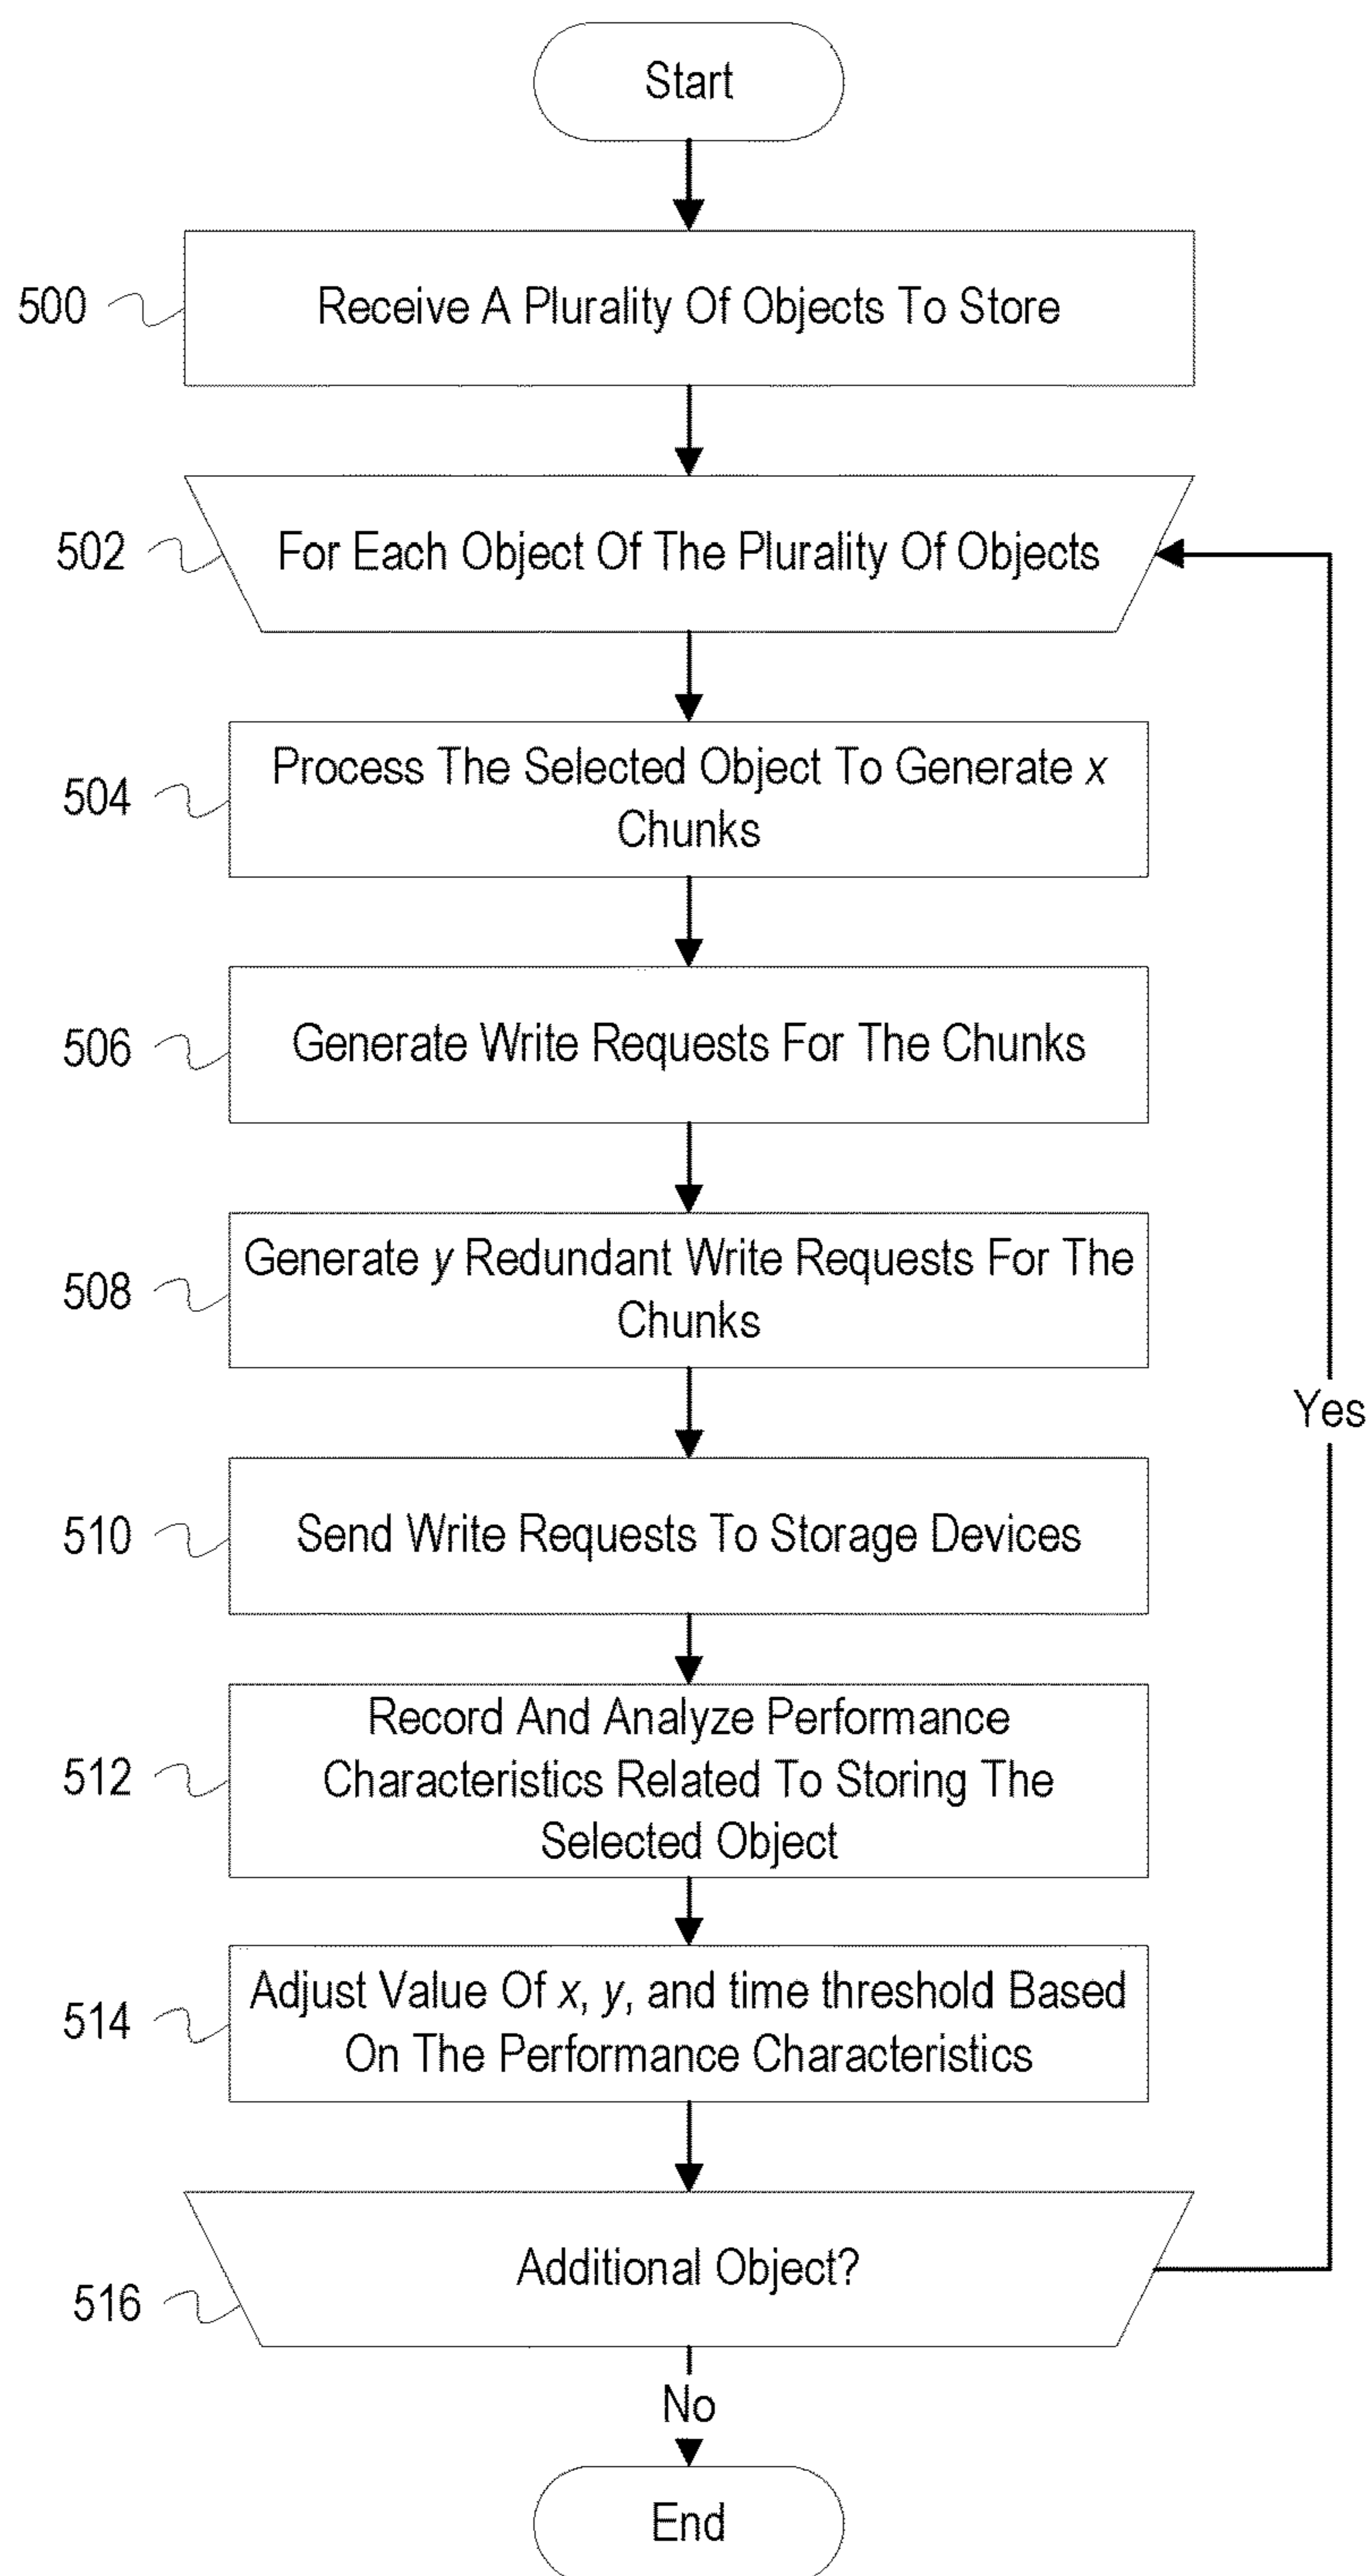 Start
500
Receive A Plurality Of Objects To Store
502
For Each Object Of The Plurality Of Objects
504
Process The Selected Object To Generate x
Chunks
506
Generate Write Requests For The Chunks
508
Generate y Redundant Write Requests For The
Chunks
Yes
510
Send Write Requests To Storage Devices
512
Record And Analyze Performance
Characteristics Related To Storing The
Selected Object
514
Adjust Value Of x, y, and time threshold Based
On The Performance Characteristics
516
Additional Object?
No
End